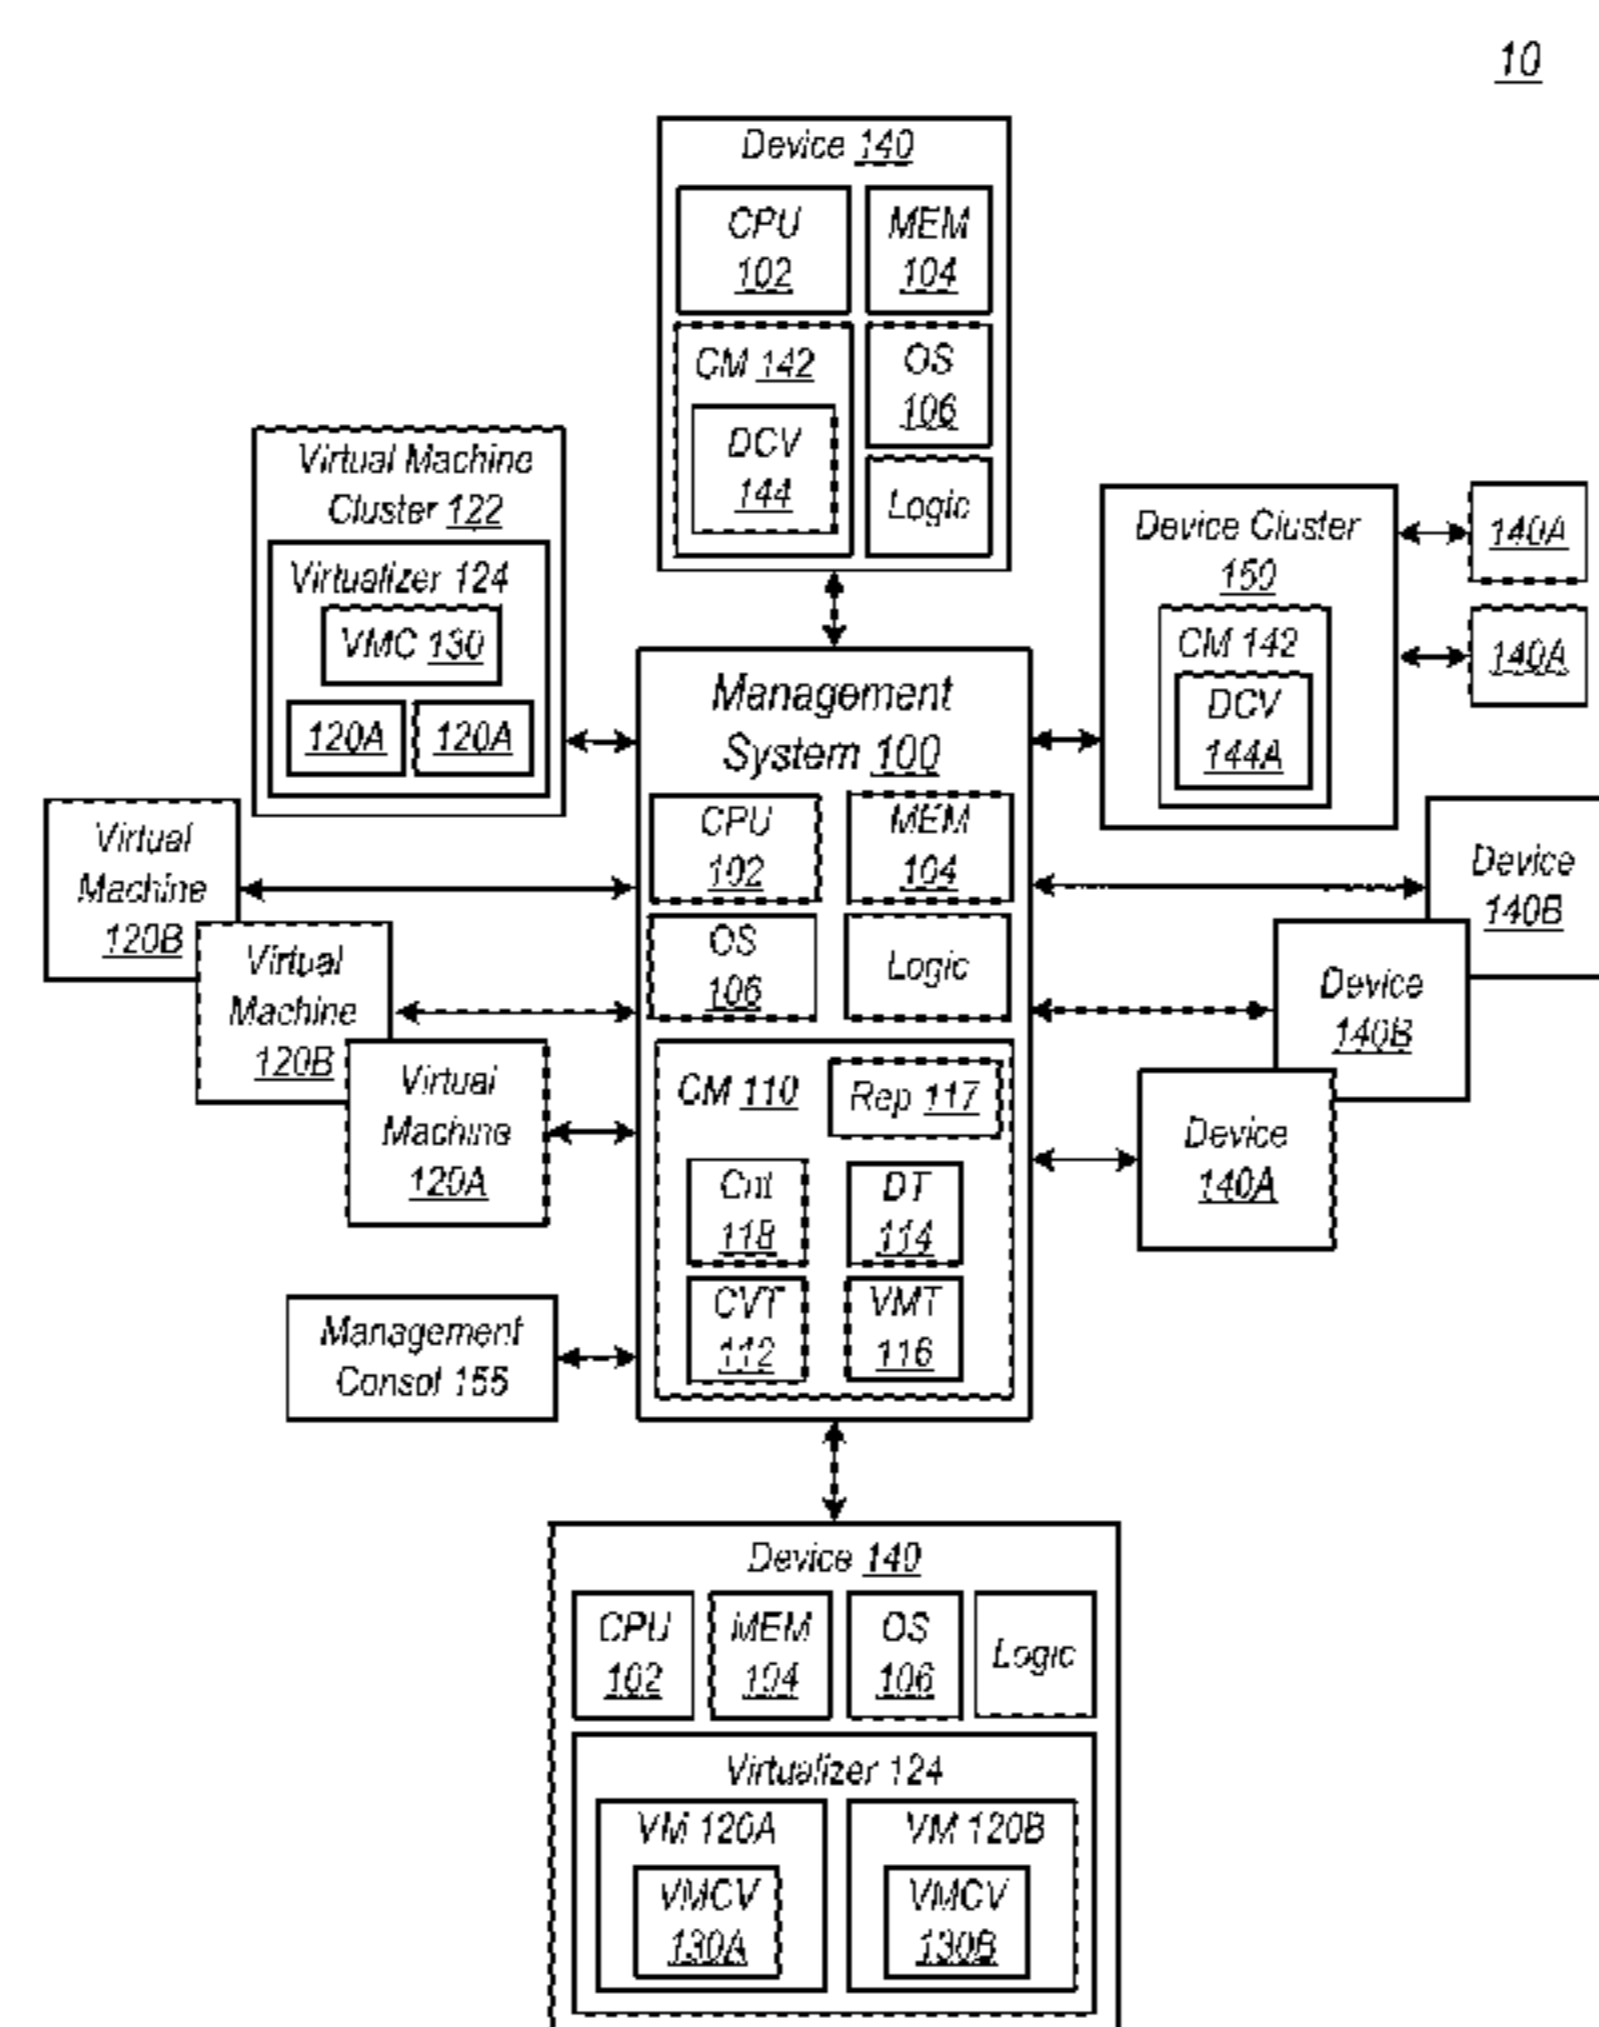 10
Device 140
CPU
102
MEM
104
CM 142
DCV
144
OS
106
Logic
Virtual Machine
Cluster 122
Virtualizer 124
VMC 130
120A
120A
Device Cluster
150
CM 142
DCV
144A
140A
140A
Management
System 100
CPU
102
MEM
104
OS
106
Logic
CM 110
Rep 117
Cnt
118
DT
114
CVT
112
VMT
116
Virtual
Machine
120B
Virtual
Machine
120B
Virtual
Machine
120A
Device
140B
Device
140B
Device
140A
Management
Consol 155
Device 140
CPU
102
MEM
104
OS
106
Logic
Virtualizer 124
VM 120A
VMCV
130A
VM 120B
VMCV
130B